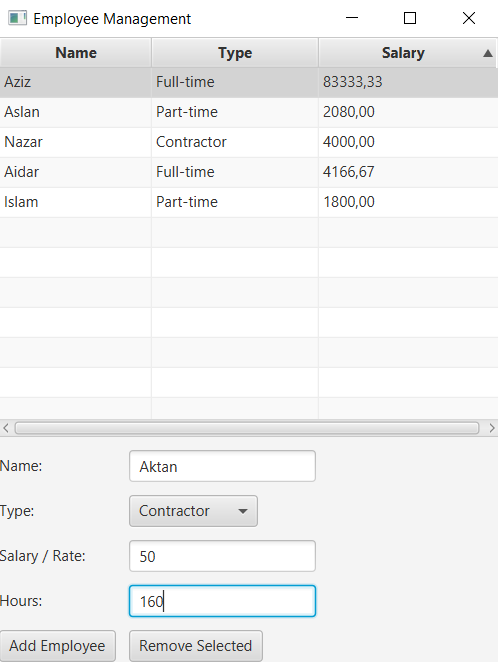 Employee Management
Name Type Salary
Aziz Full-time 83333,33
Aslan Part-time 2080,00
Nazar Contractor 4000,00
Aidar Full-time 4166,67
Islam Part-time 1800,00
Name: Aktan
Type: Contractor
Salary / Rate: 50
Hours: 160
Add Employee Remove Selected